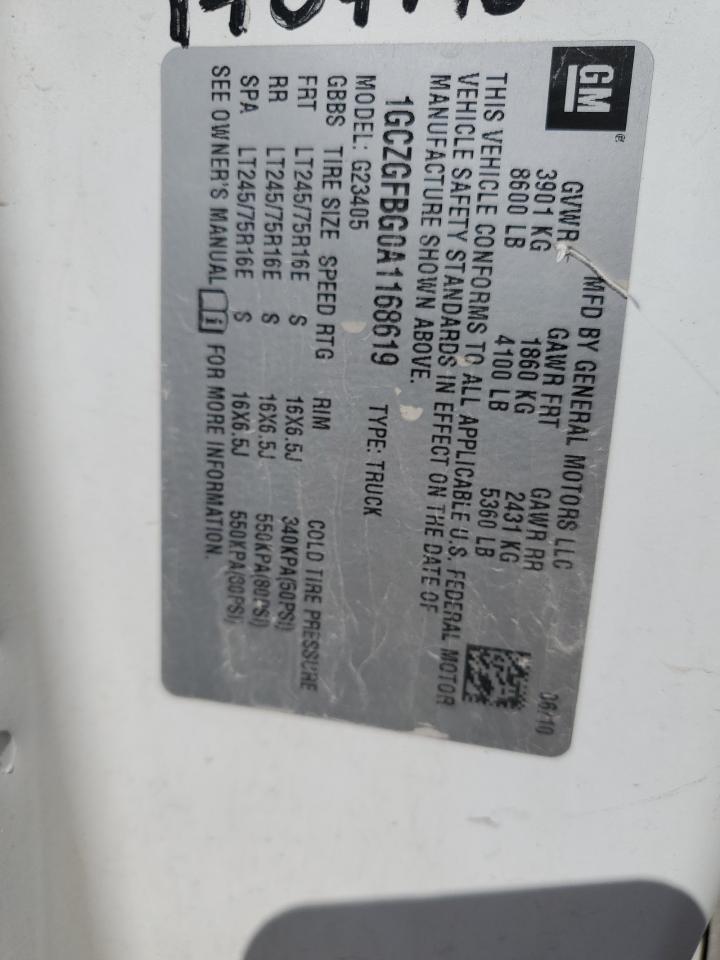 GM
MFD BY GENERAL MOTORS LLC 06/10
GVWR GAWR FRT GAWR RR
3901 KG 1860 KG 2431 KG
8600 LB 4100 LB 5360 LB
THIS VEHICLE CONFORMS TO ALL APPLICABLE U.S. FEDERAL MOTOR
VEHICLE SAFETY STANDARDS IN EFFECT ON THE DATE OF
MANUFACTURE SHOWN ABOVE.
1GCZGFBG0A1168619 TYPE: TRUCK
MODEL: G23405
GBBS TIRE SIZE SPEED RTG RIM COLD TIRE PRESSURE
FRT LT245/75R16E S 16X6.5J 340KPA(50PSI)
RR LT245/75R16E S 16X6.5J 550KPA(80PSI)
SPA LT245/75R16E S 16X6.5J 550KPA(80PSI)
SEE OWNER'S MANUAL FOR MORE INFORMATION.